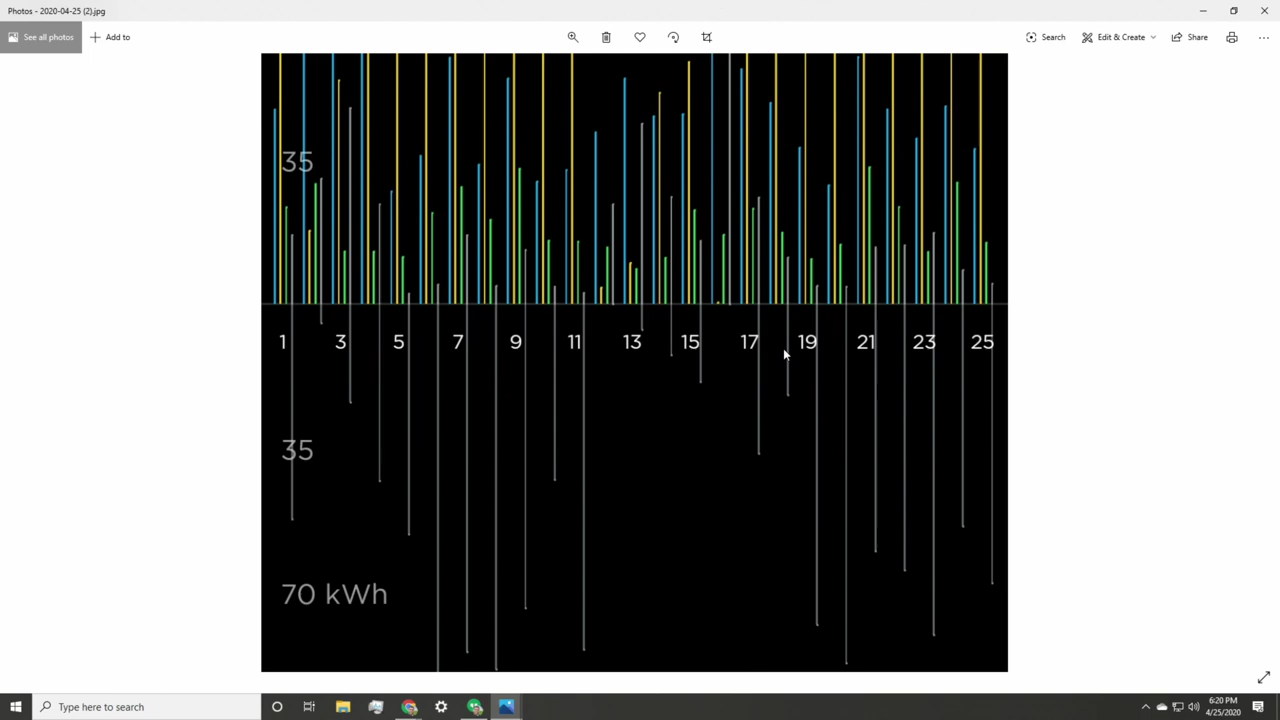 Photos - 2020-04-25 (2).jpg
See all photos
Add to
Search
Edit & Create
Share
35
1 3 5 7 9 11 13 15 17 19 21 23 25
35
70 kWh
Type here to search
6:20 PM
4/25/2020